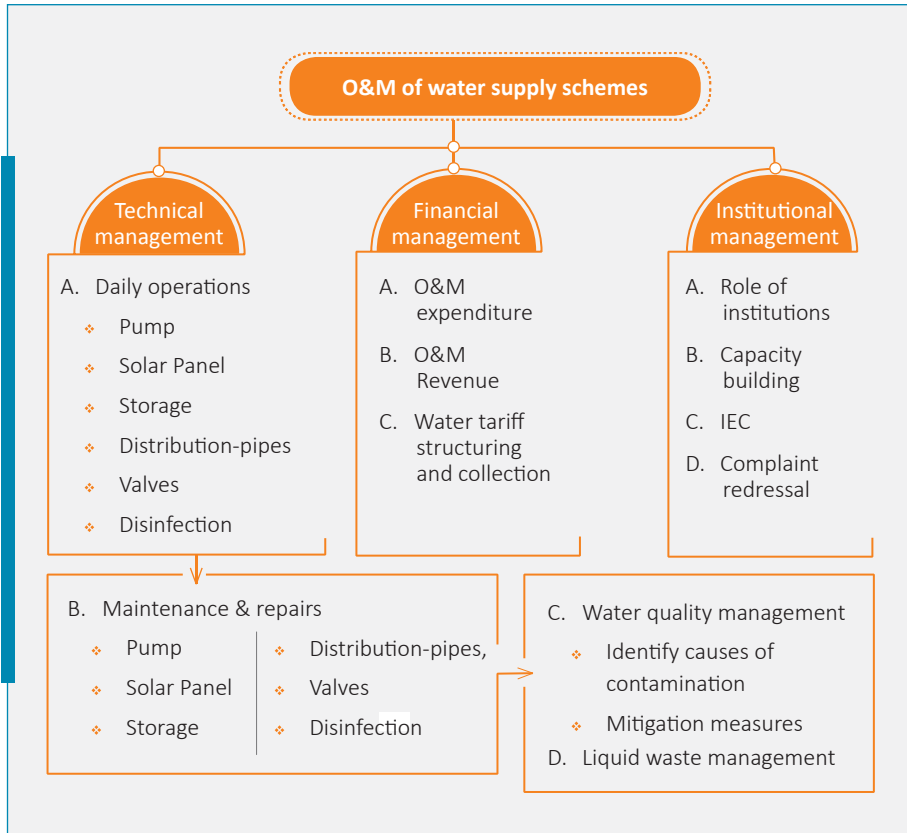 O&M of water supply schemes
Technical
management
A. Daily operations
Pump
Solar Panel
Storage
Distribution-pipes
Valves
Disinfection
Financial
management
A. O&M
expenditure
B. O&M
Revenue
C. Water tariff
structuring
and collection
Institutional
management
A. Role of
institutions
B. Capacity
building
C. IEC
D. Complaint
redressal
B. Maintenance & repairs
Pump
Solar Panel
Storage
Distribution-pipes,
Valves
Disinfection
C. Water quality management
Identify causes of
contamination
Mitigation measures
D. Liquid waste management